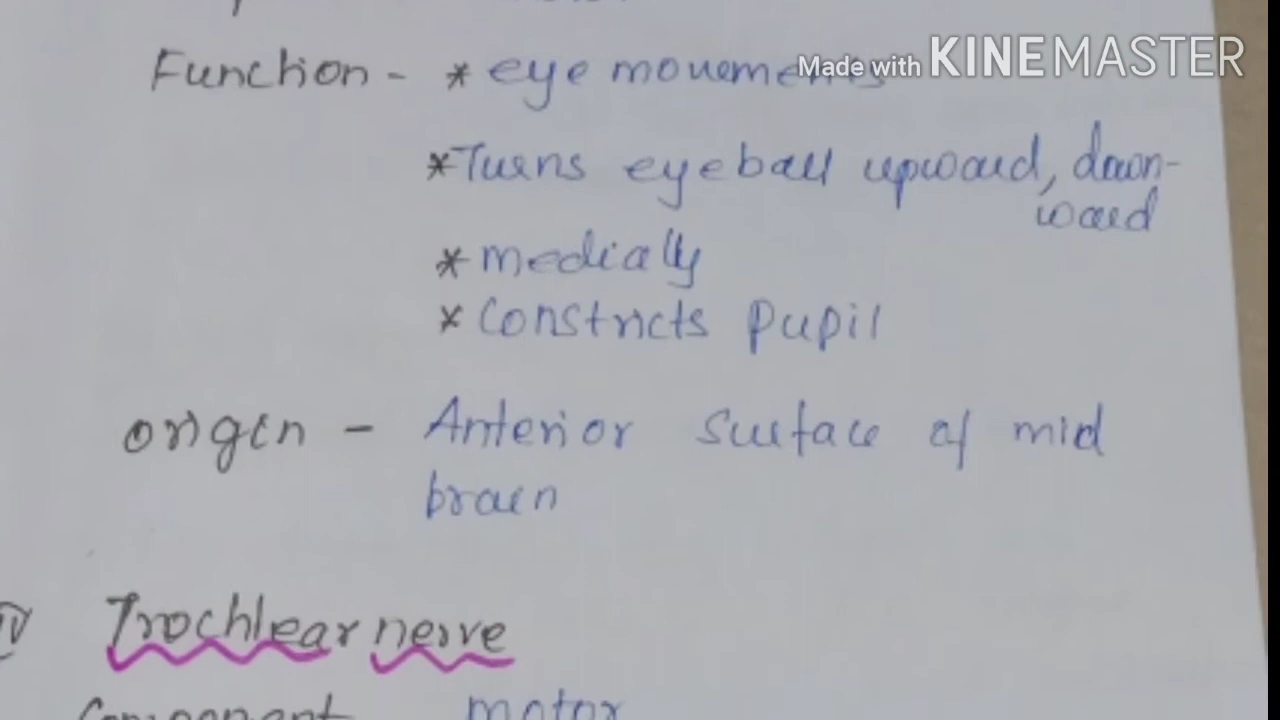 Function - * eye movements
Made with KINEMASTER
* Turns eyeball upward, down-
ward
* medially
* Constricts Pupil
origin - Anterior surface of mid
brain
IV Trochlear nerve
Component motor